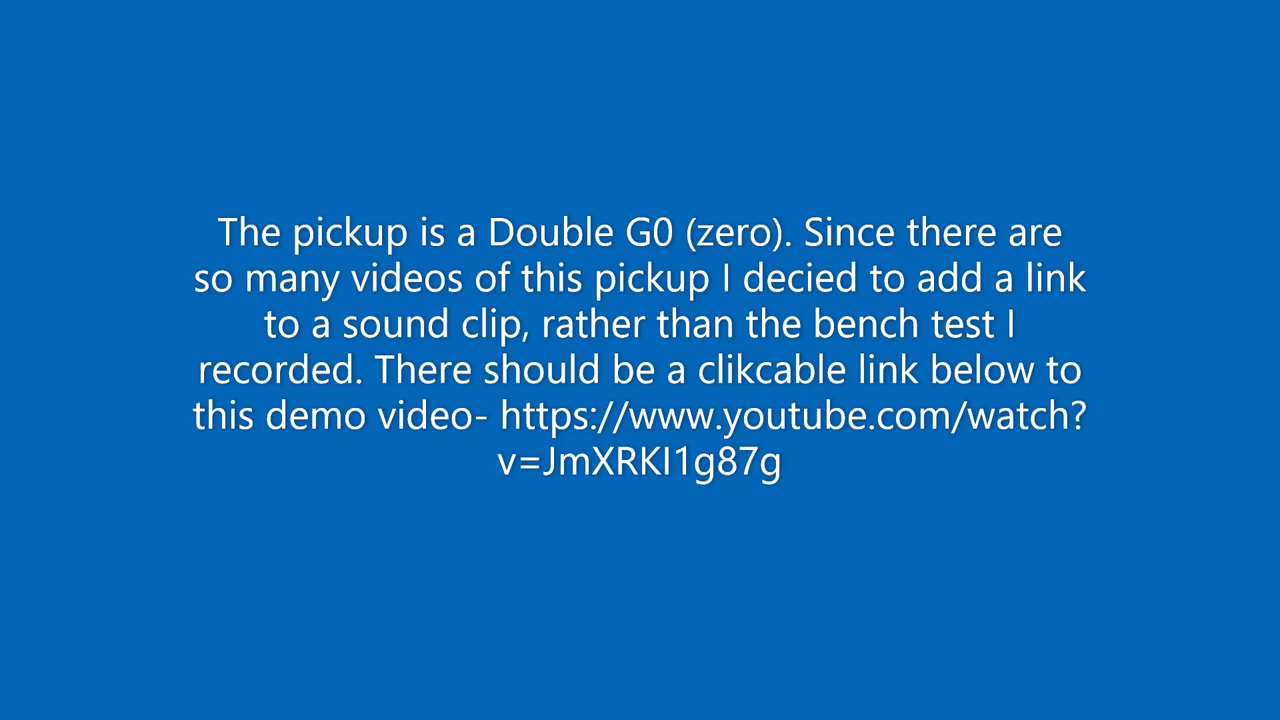 The pickup is a Double G0 (zero). Since there are
so many videos of this pickup I decied to add a link
to a sound clip, rather than the bench test I
recorded. There should be a clikcable link below to
this demo video- https://www.youtube.com/watch?
v=JmXRKI1g87g